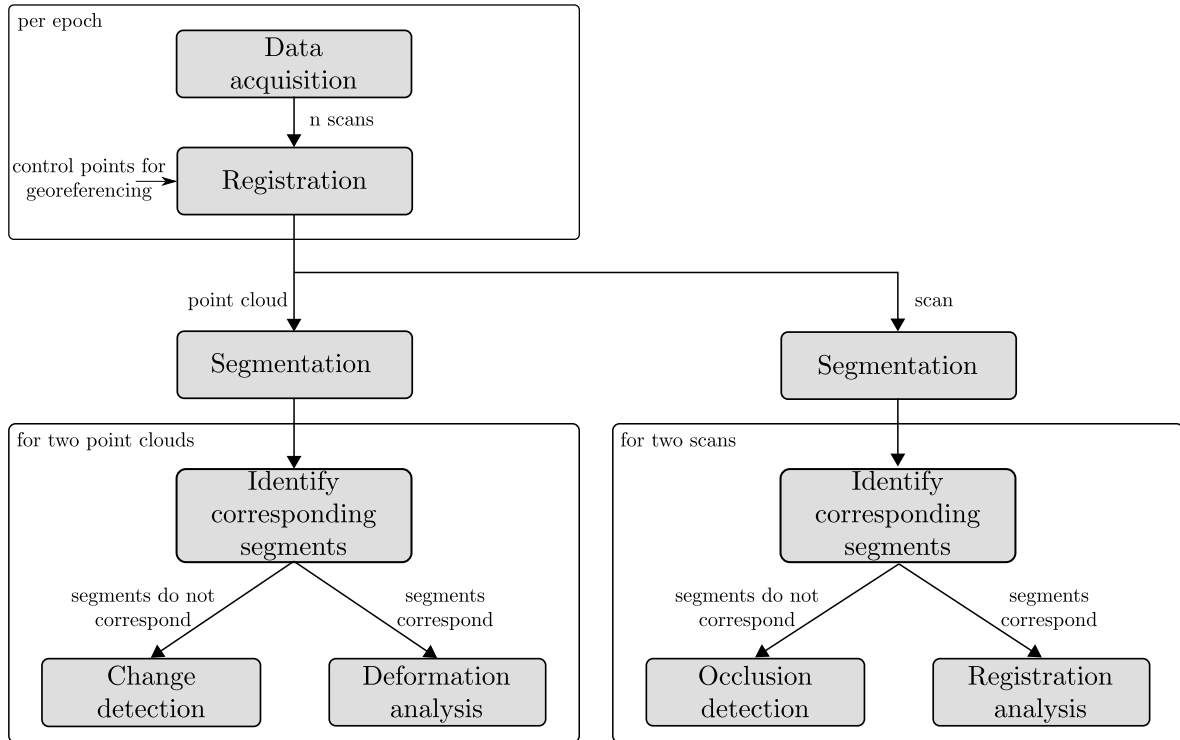 per epoch
Data
acquisition
n scans
control points for
georeferencing
Registration
point cloud
scan
Segmentation
Segmentation
for two point clouds
Identify
corresponding
segments
segments do not
correspond
segments
correspond
Change
detection
Deformation
analysis
for two scans
Identify
corresponding
segments
segments do not
correspond
segments
correspond
Occlusion
detection
Registration
analysis